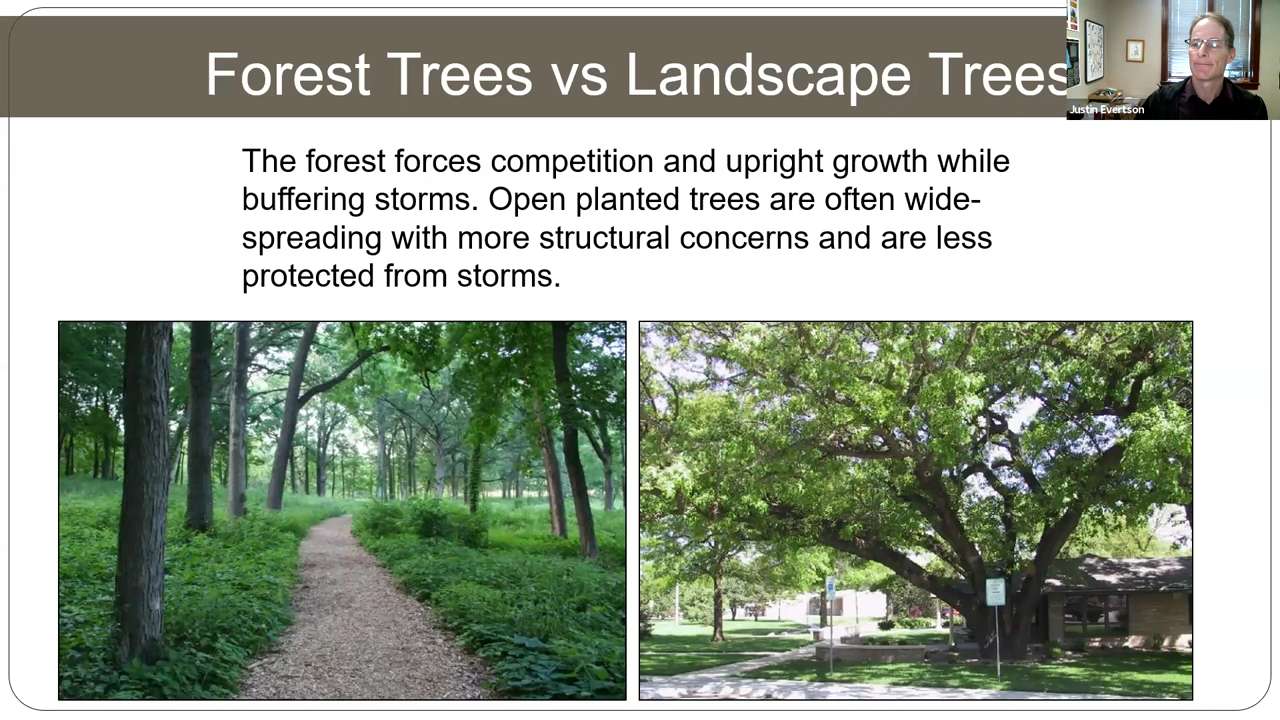 Forest Trees vs Landscape Trees
Justin Evertson
The forest forces competition and upright growth while
buffering storms. Open planted trees are often wide-
spreading with more structural concerns and are less
protected from storms.